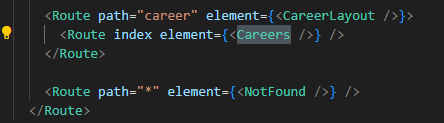 <Route path="career" element={<CareerLayout />}>
<Route index element={<Careers />} />
</Route>
<Route path="*" element={<NotFound />} />
</Route>